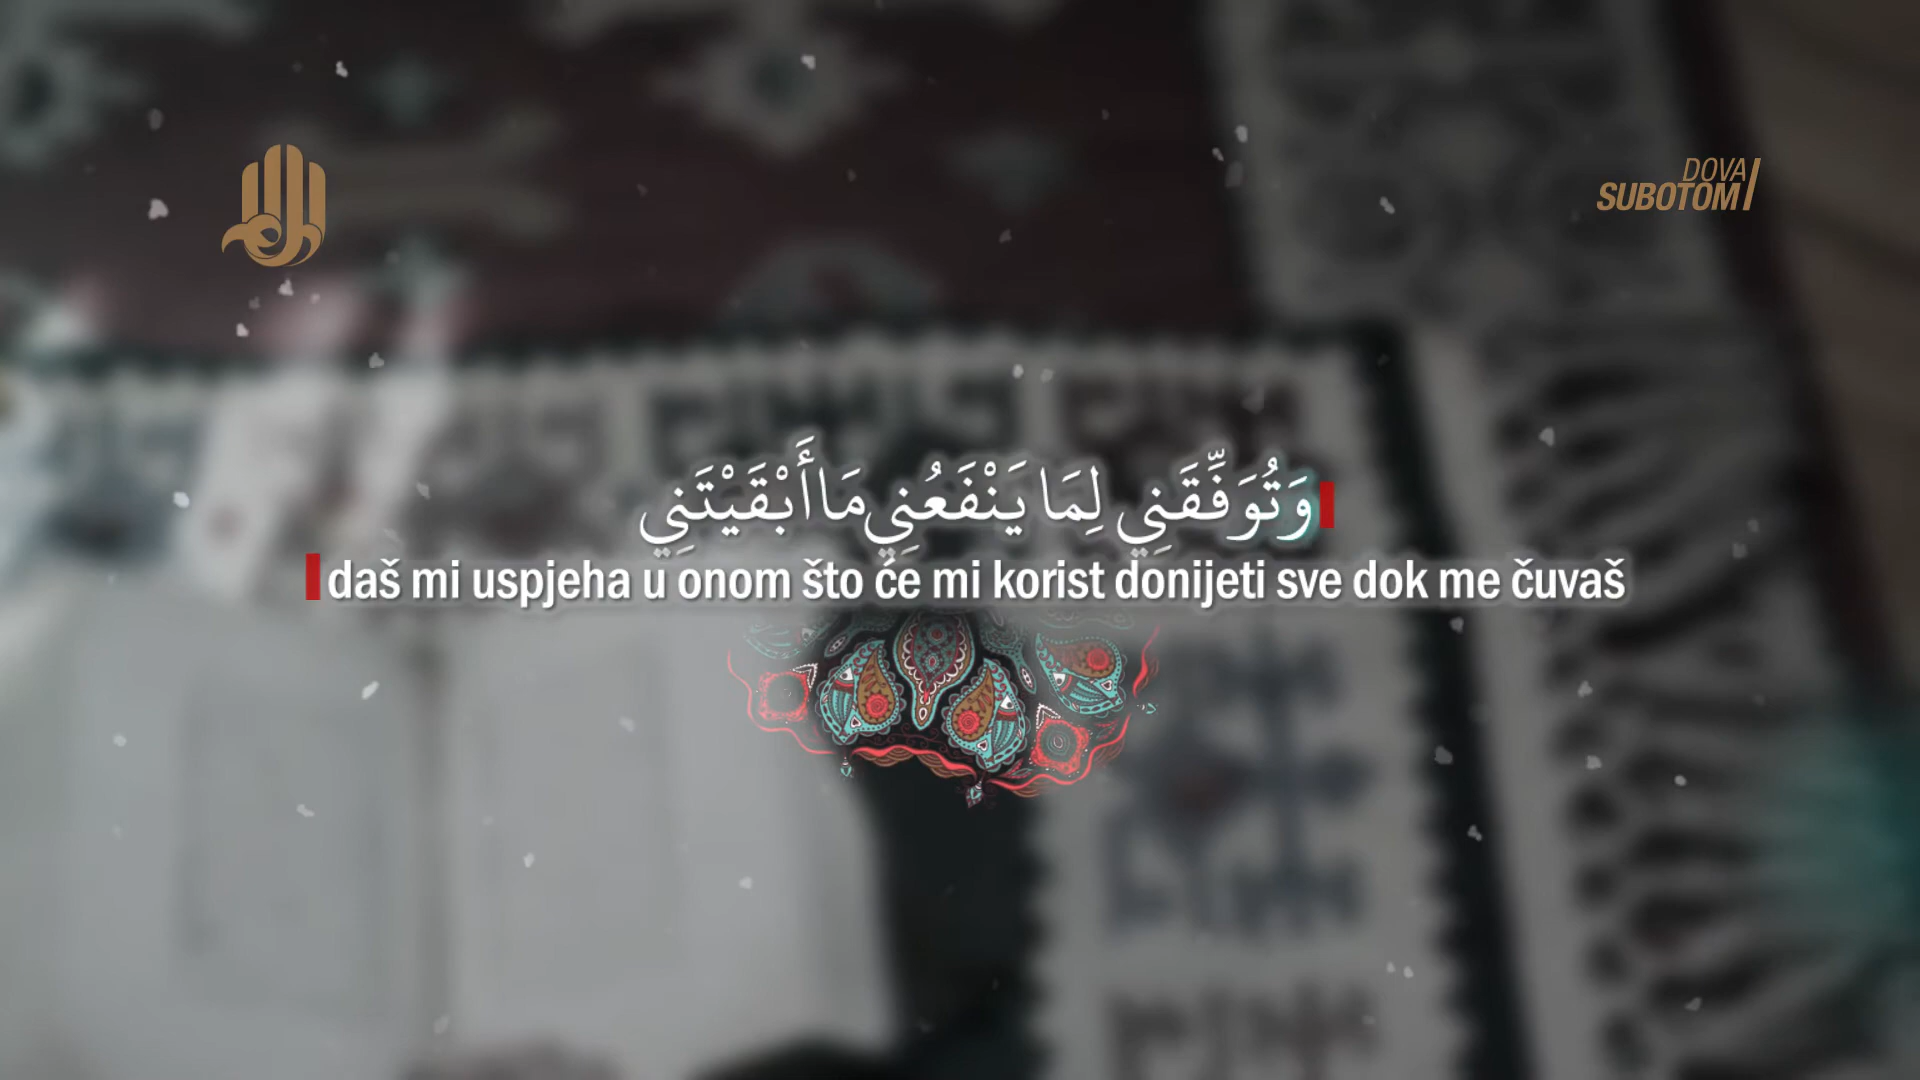 DOVA
SUBOTOM
وَتُوَفِّقَنِي لِمَا يَنْفَعُنِي مَا أَبْقَيْتَنِي
daš mi uspjeha u onom što će mi korist donijeti sve dok me čuvaš